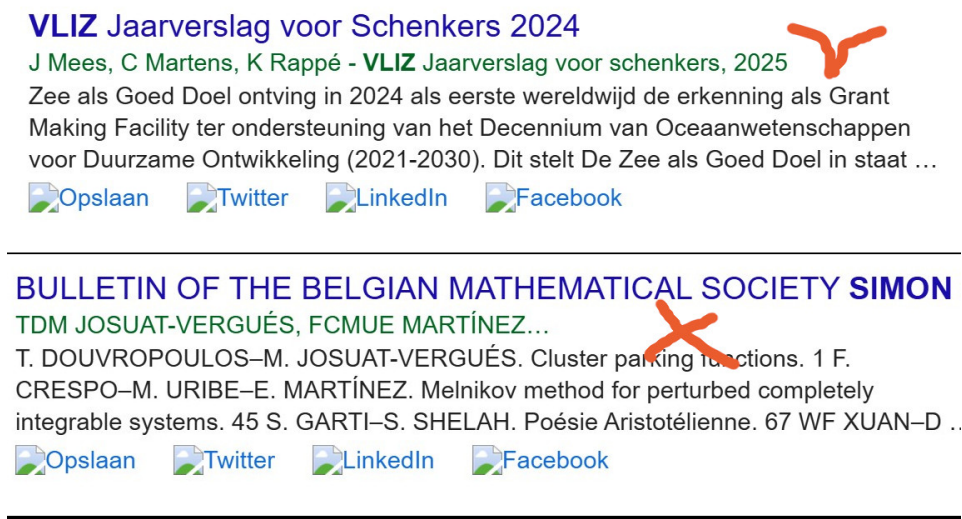 VLIZ Jaarverslag voor Schenkers 2024
J Mees, C Martens, K Rappé - VLIZ Jaarverslag voor schenkers, 2025
Zee als Goed Doel ontving in 2024 als eerste wereldwijd de erkenning als Grant
Making Facility ter ondersteuning van het Decennium van Oceaanwetenschappen
voor Duurzame Ontwikkeling (2021-2030). Dit stelt De Zee als Goed Doel in staat …
Opslaan Twitter LinkedIn Facebook
BULLETIN OF THE BELGIAN MATHEMATICAL SOCIETY SIMON
TDM JOSUAT-VERGUÉS, FCMUE MARTÍNEZ…
T. DOUVROPOULOS–M. JOSUAT-VERGUÉS. Cluster parking functions. 1 F.
CRESPO–M. URIBE–E. MARTÍNEZ. Melnikov method for perturbed completely
integrable systems. 45 S. GARTI–S. SHELAH. Poésie Aristotélienne. 67 WF XUAN–D …
Opslaan Twitter LinkedIn Facebook